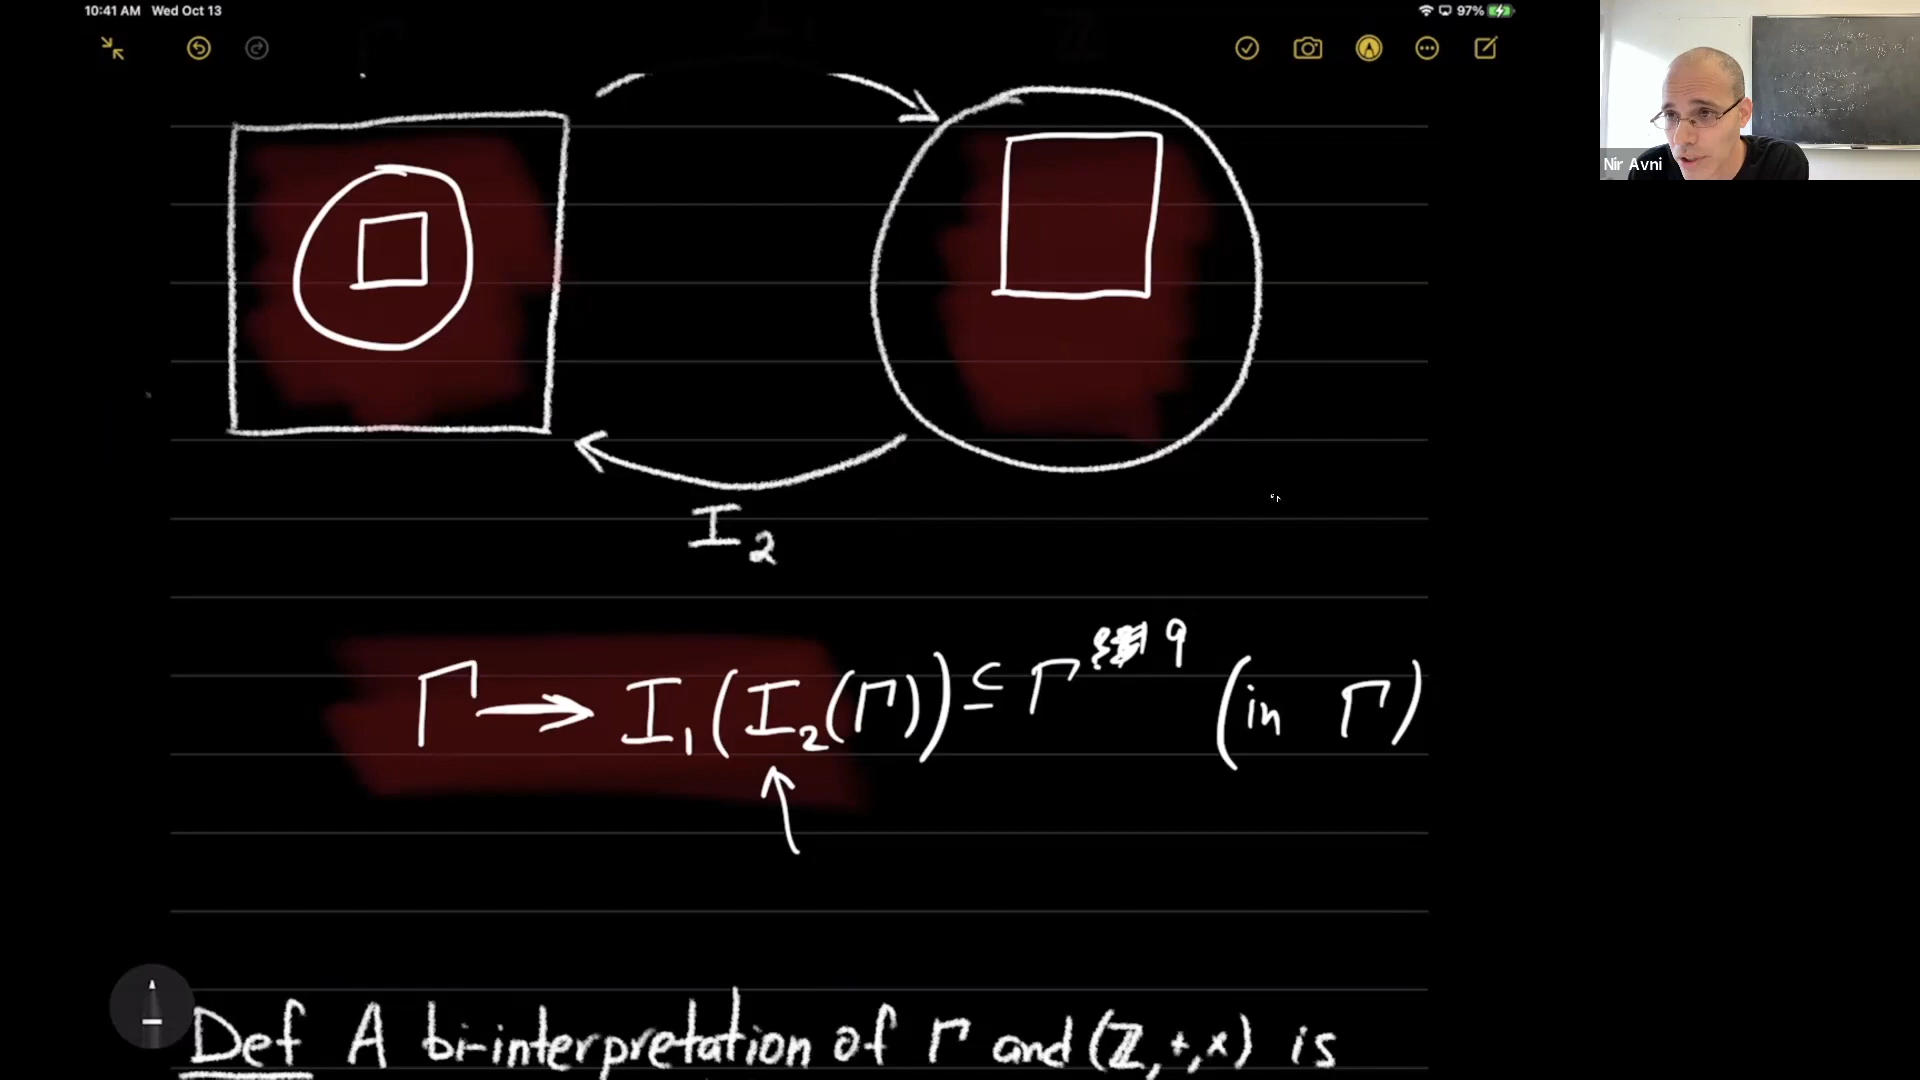 10:41 AM Wed Oct 13
97%
Nir Avni
I₂
Γ → I₁(I₂(Γ)) ⊆ Γ⁹ (in Γ)
Def A bi-interpretation of Γ and (ℤ,+,×) is